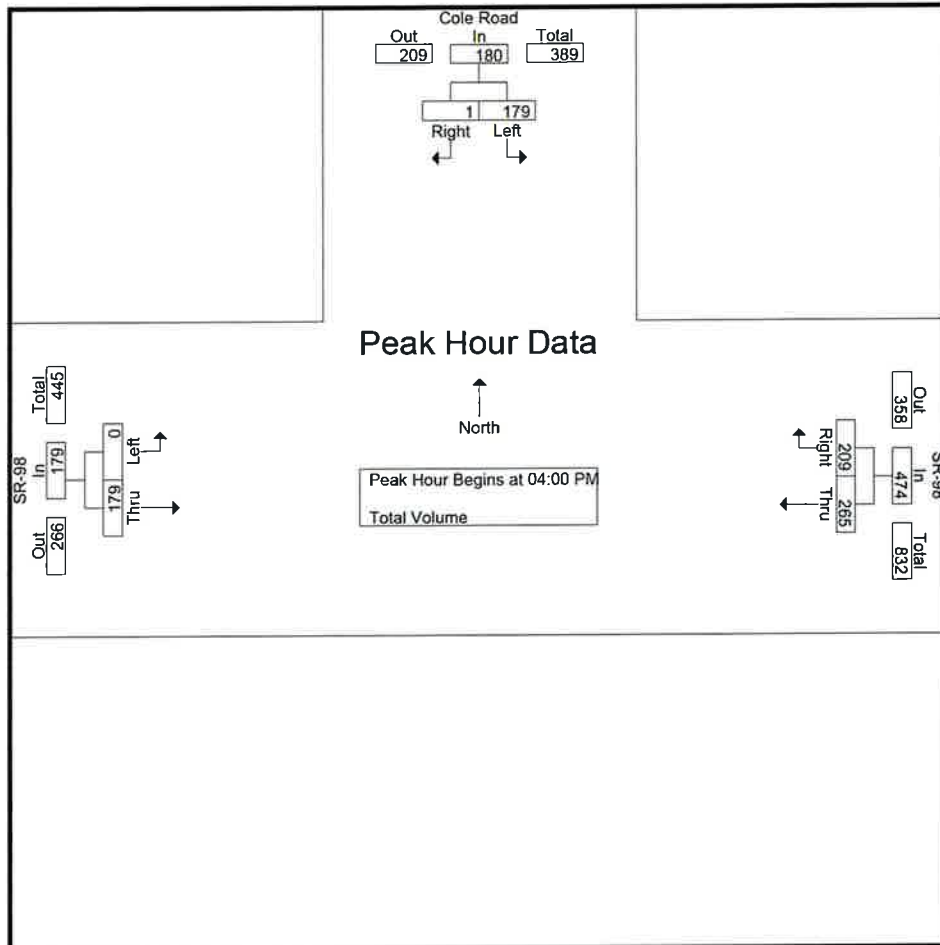 Cole Road
Out In Total
209 180 389
1 179
Right Left
Peak Hour Data
North
Peak Hour Begins at 04:00 PM
Total Volume
SR-98
Total In Out
445 179 266
0 179
Left Thru
SR-98
Out In Total
358 474 832
209 265
Right Thru